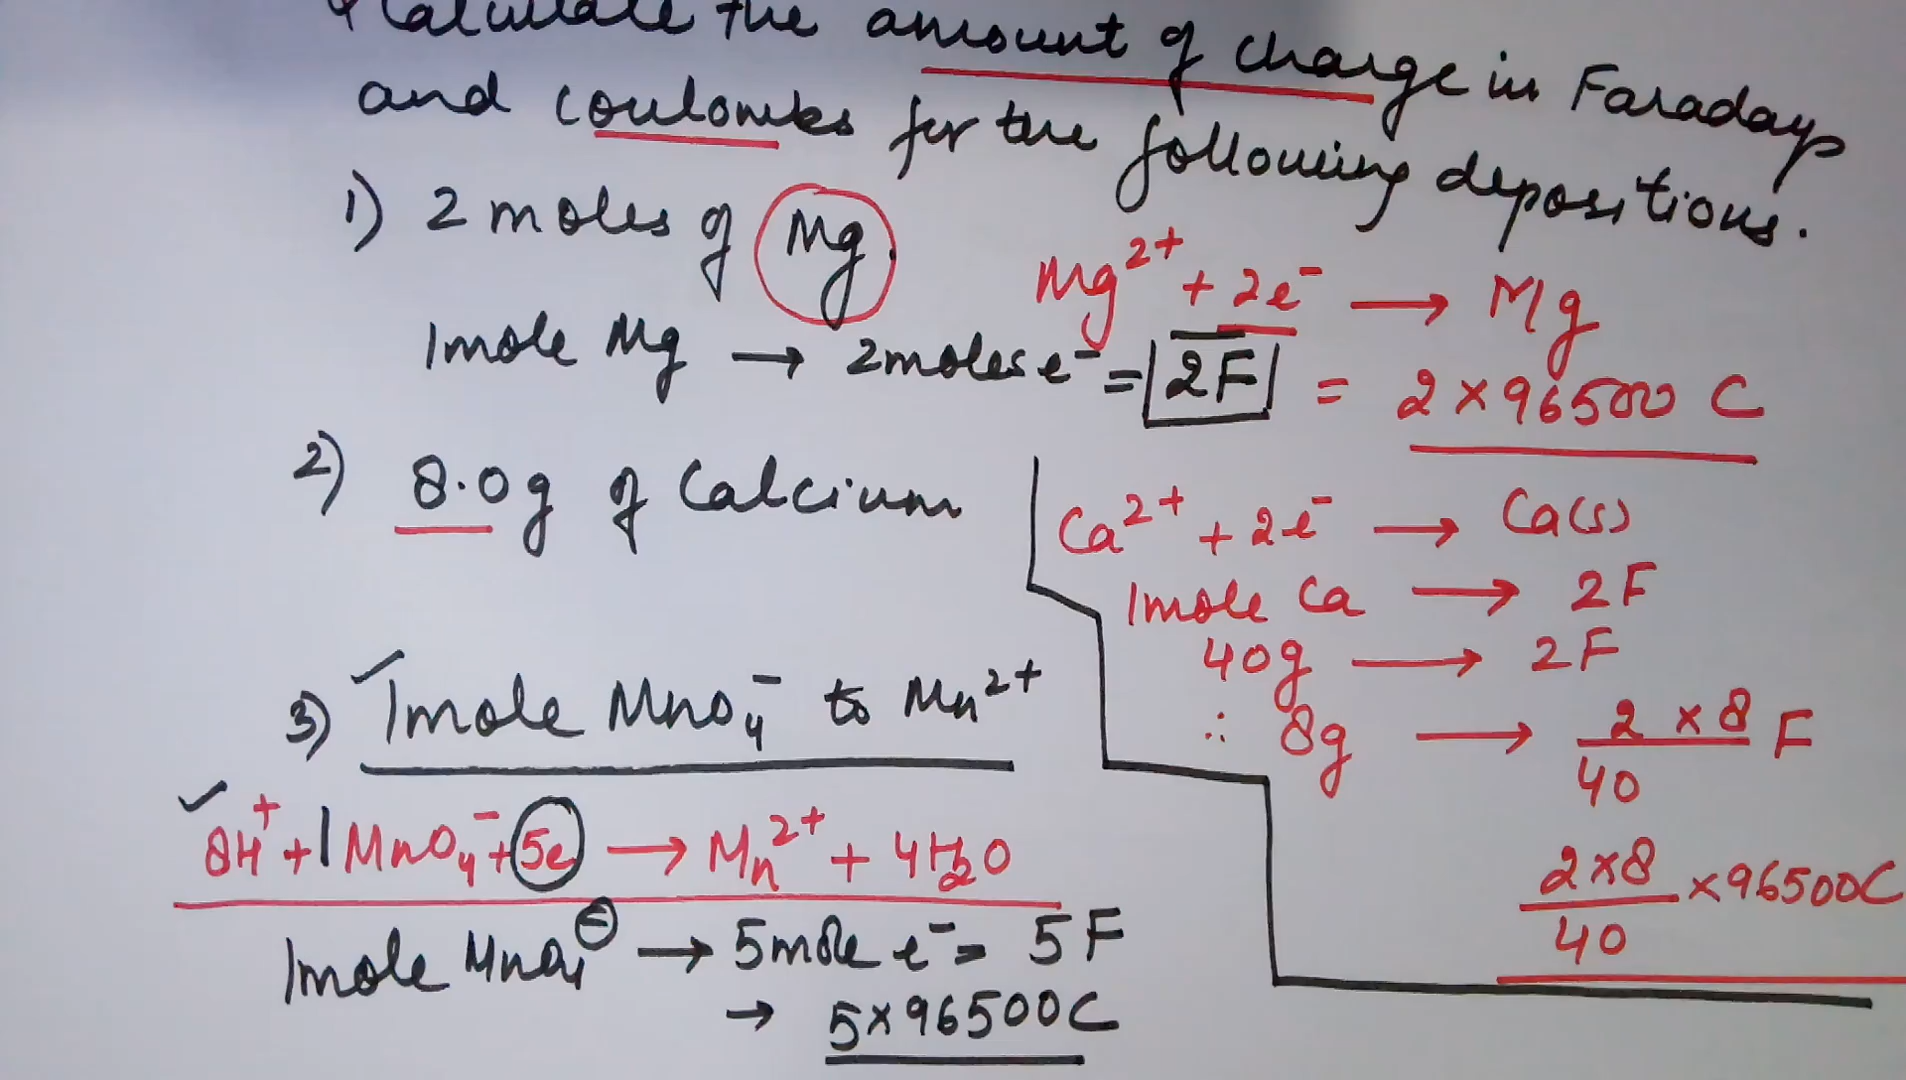 Calculate the amount of charge in Faradays
and coulombs for the following depositions.
1) 2 moles of Mg.
Mg²⁺ + 2e⁻ → Mg
1mole Mg → 2moles e⁻ = 2F = 2 × 96500 C
2) 8.0g of Calcium
Ca²⁺ + 2e⁻ → Ca(s)
1mole Ca → 2F
40g → 2F
∴ 8g → 2 × 8 / 40 F
2×8 / 40 × 96500C
3) 1mole MnO₄⁻ to Mn²⁺
8H⁺ + 1 MnO₄⁻ + 5e → Mn²⁺ + 4H₂O
1mole MnO₄⁻ → 5mole e⁻ = 5F
→ 5×96500C